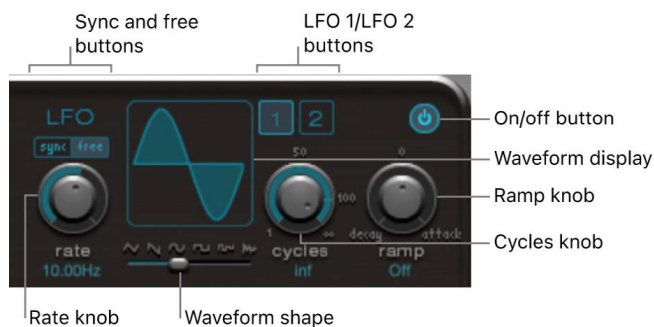 Sync and free
buttons
LFO 1/LFO 2
buttons
LFO
1 2
sync free
50
0
On/off button
Waveform display
Ramp knob
100
1 ∞
decay attack
Cycles knob
rate
cycles
ramp
10.00Hz
inf
Off
Rate knob
Waveform shape